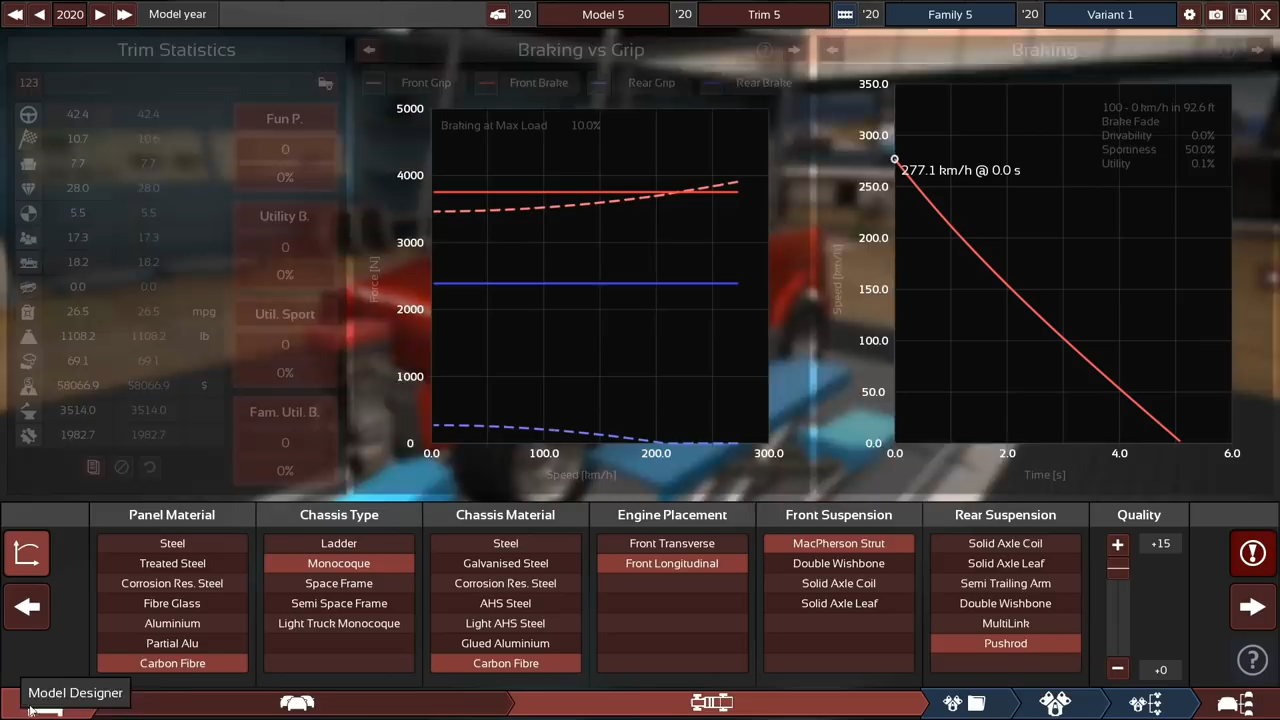 2020 Model year '20 Model 5 '20 Trim 5 '20 Family 5 '20 Variant 1
Trim Statistics
123
42.4 42.4
10.7 10.6
7.7 7.7
28.0 28.0
5.5 5.5
17.3 17.3
18.2 18.2
0.0 0.0
26.5 26.5 mpg
1108.2 1108.2 lb
69.1 69.1
58066.9 58066.9 $
3514.0 3514.0
1982.7 1982.7
Fun P.
0
0%
Utility B.
0
0%
Util. Sport
0
0%
Fam. Util. B.
0
0%
Braking vs Grip
Front Grip Front Brake Rear Grip Rear Brake
Braking at Max Load 10.0%
5000
4000
3000
2000
1000
0
Force [N]
0.0 100.0 200.0 300.0
Speed [km/h]
Braking
350.0
300.0
250.0
200.0
150.0
100.0
50.0
0.0
Speed [km/h]
100 - 0 km/h in 92.6 ft
Brake Fade
Drivability 0.0%
Sportiness 50.0%
Utility 0.1%
277.1 km/h @ 0.0 s
0.0 2.0 4.0 6.0
Time [s]
Panel Material
Steel
Treated Steel
Corrosion Res. Steel
Fibre Glass
Aluminium
Partial Alu
Carbon Fibre
Chassis Type
Ladder
Monocoque
Space Frame
Semi Space Frame
Light Truck Monocoque
Chassis Material
Steel
Galvanised Steel
Corrosion Res. Steel
AHS Steel
Light AHS Steel
Glued Aluminium
Carbon Fibre
Engine Placement
Front Transverse
Front Longitudinal
Front Suspension
MacPherson Strut
Double Wishbone
Solid Axle Coil
Solid Axle Leaf
Rear Suspension
Solid Axle Coil
Solid Axle Leaf
Semi Trailing Arm
Double Wishbone
MultiLink
Pushrod
Quality
+15
+0
Model Designer